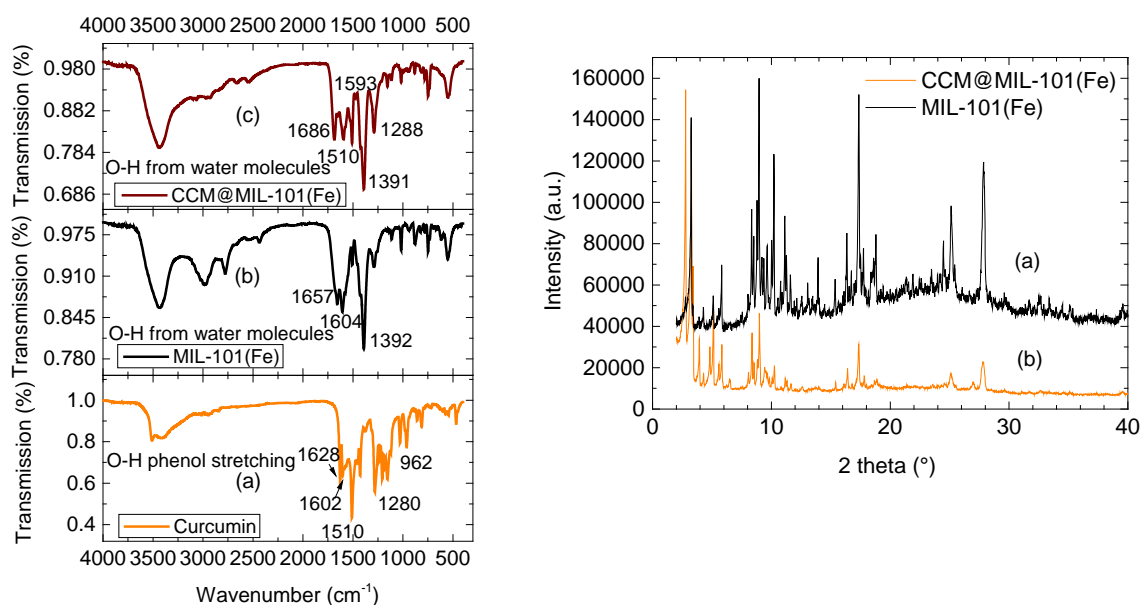 4000 3500 3000 2500 2000 1500 1000 500
Transmission (%)
0.980
0.882
0.784
0.686
1593
(c)
1686
1288
1510
O-H from water molecules
1391
CCM@MIL-101(Fe)
Transmission (%)
0.975
0.910
0.845
0.780
(b)
1657
1604
O-H from water molecules
1392
MIL-101(Fe)
Transmission (%)
1.0
0.8
0.6
0.4
O-H phenol stretching
1628
962
(a)
1602
1280
1510
Curcumin
4000 3500 3000 2500 2000 1500 1000 500
Wavenumber (cm-1)
Intensity (a.u.)
160000
140000
120000
100000
80000
60000
40000
20000
0
CCM@MIL-101(Fe)
MIL-101(Fe)
(a)
(b)
0 10 20 30 40
2 theta (°)